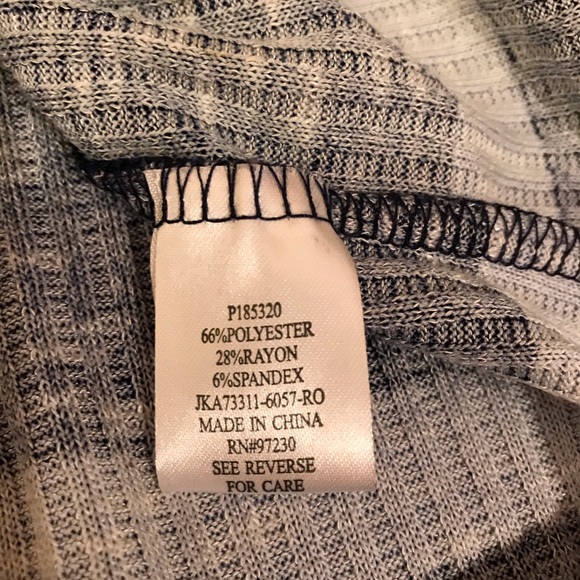 P185320
66%POLYESTER
28%RAYON
6%SPANDEX
JKA73311-6057-RO
MADE IN CHINA
RN#97230
SEE REVERSE
FOR CARE